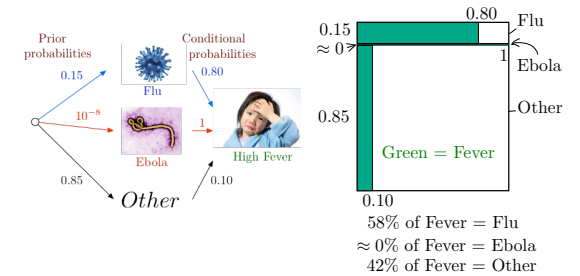 Prior
probabilities
Conditional
probabilities
0.15
0.80
Flu
10⁻⁸
1
Ebola
High Fever
0.85
0.10
Other
0.80
Flu
0.15
≈ 0
1
Ebola
0.85
Other
Green = Fever
0.10
58% of Fever = Flu
≈ 0% of Fever = Ebola
42% of Fever = Other